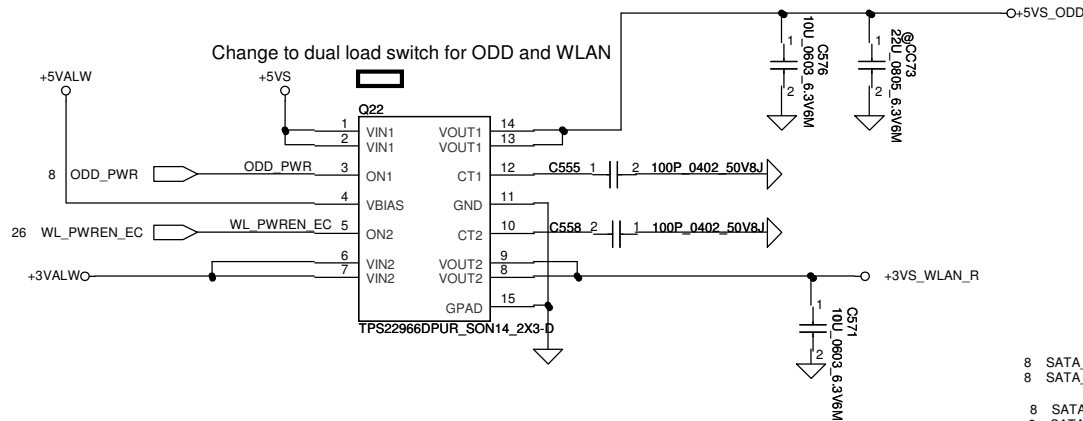 +5VS_ODD
Change to dual load switch for ODD and WLAN
+5VALW
+5VS
1
2
C576
10U_0603_6.3V6M
1
2
@CC73
22U_0805_6.3V6M
Q22
1 VIN1 VOUT1 14
2 VIN1 VOUT1 13
8 ODD_PWR ODD_PWR 3 ON1 CT1 12 C555 1 2 100P_0402_50V8J
4 VBIAS GND 11
26 WL_PWREN_EC WL_PWREN_EC 5 ON2 CT2 10 C558 2 1 100P_0402_50V8J
6 VIN2 VOUT2 9
+3VALW 7 VIN2 VOUT2 8 +3VS_WLAN_R
GPAD 15
TPS22966DPUR_SON14_2X3-D
1
2
C571
10U_0603_6.3V6M
8 SATA_
8 SATA_
8 SATA